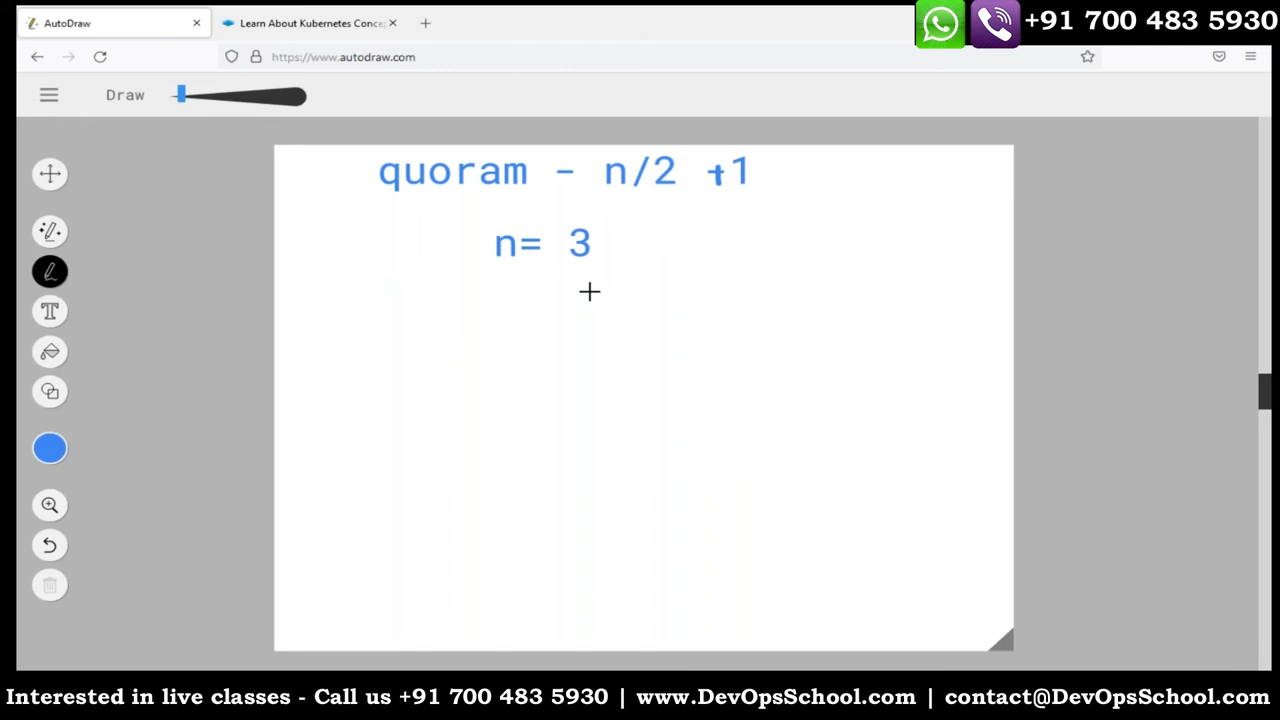 AutoDraw
Learn About Kubernetes Conce
+91 700 483 5930
https://www.autodraw.com
Draw
quoram - n/2 +1
n= 3
Interested in live classes - Call us +91 700 483 5930 | www.DevOpsSchool.com | contact@DevOpsSchool.com